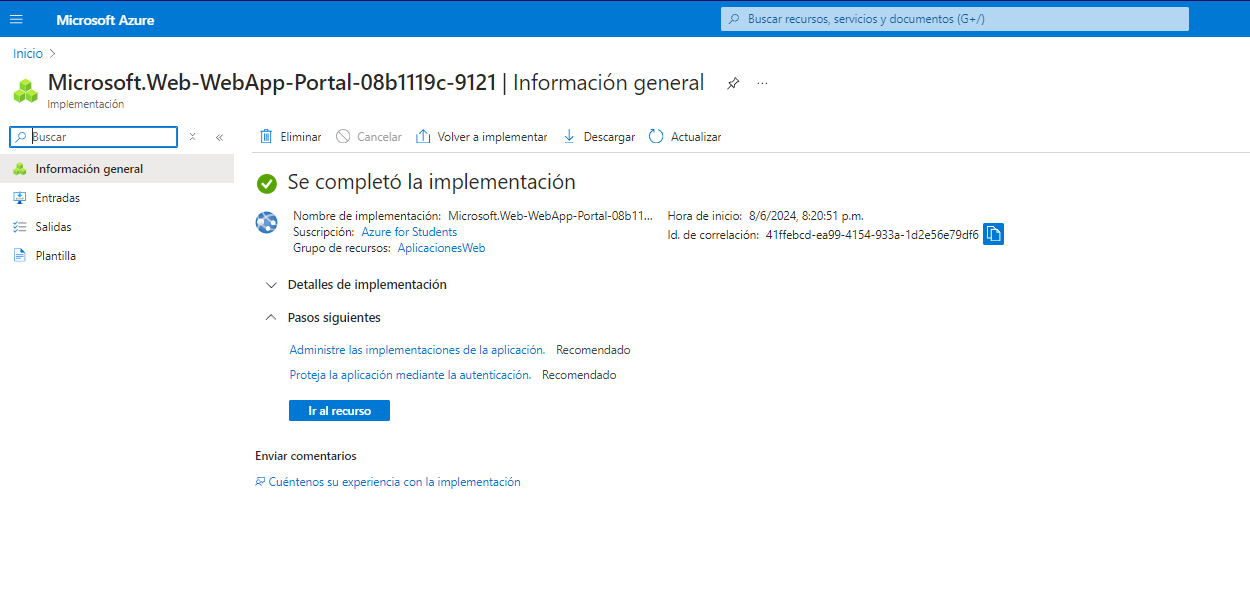 Microsoft Azure
Buscar recursos, servicios y documentos (G+/)
Inicio
Microsoft.Web-WebApp-Portal-08b1119c-9121 | Información general
Implementación
Buscar
Eliminar Cancelar Volver a implementar Descargar Actualizar
Información general
Entradas
Salidas
Plantilla
Se completó la implementación
Nombre de implementación: Microsoft.Web-WebApp-Portal-08b11...
Suscripción: Azure for Students
Grupo de recursos: AplicacionesWeb
Hora de inicio: 8/6/2024, 8:20:51 p.m.
Id. de correlación: 41ffebcd-ea99-4154-933a-1d2e56e79df6
Detalles de implementación
Pasos siguientes
Administre las implementaciones de la aplicación. Recomendado
Proteja la aplicación mediante la autenticación. Recomendado
Ir al recurso
Enviar comentarios
Cuéntenos su experiencia con la implementación